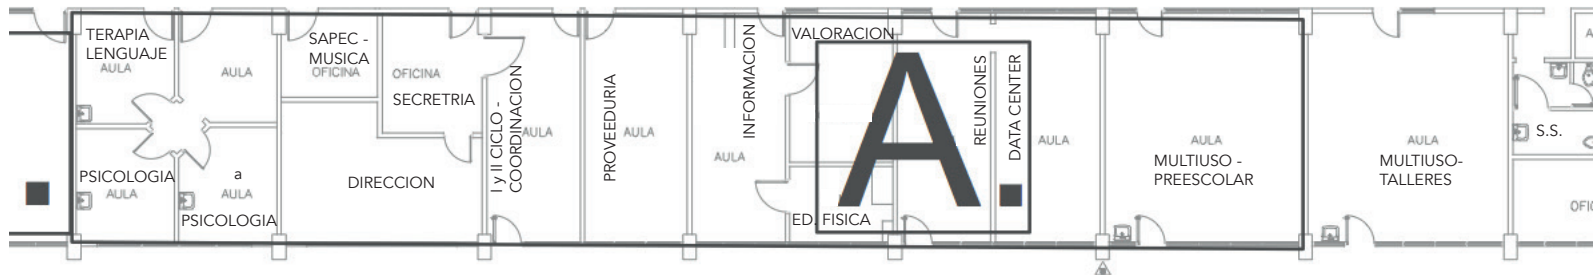 TERAPIA
LENGUAJE
AULA
AULA
SAPEC -
MUSICA
OFICINA
OFICINA
SECRETRIA
I y II CICLO -
COORDINACION
AULA
PROVEEDURIA
AULA
INFORMACION
AULA
VALORACION
A.
REUNIONES
DATA CENTER
AULA
AULA
MULTIUSO -
PREESCOLAR
AULA
MULTIUSO-
TALLERES
S.S.
PSICOLOGIA
AULA
a
AULA
PSICOLOGIA
DIRECCION
ED. FISICA